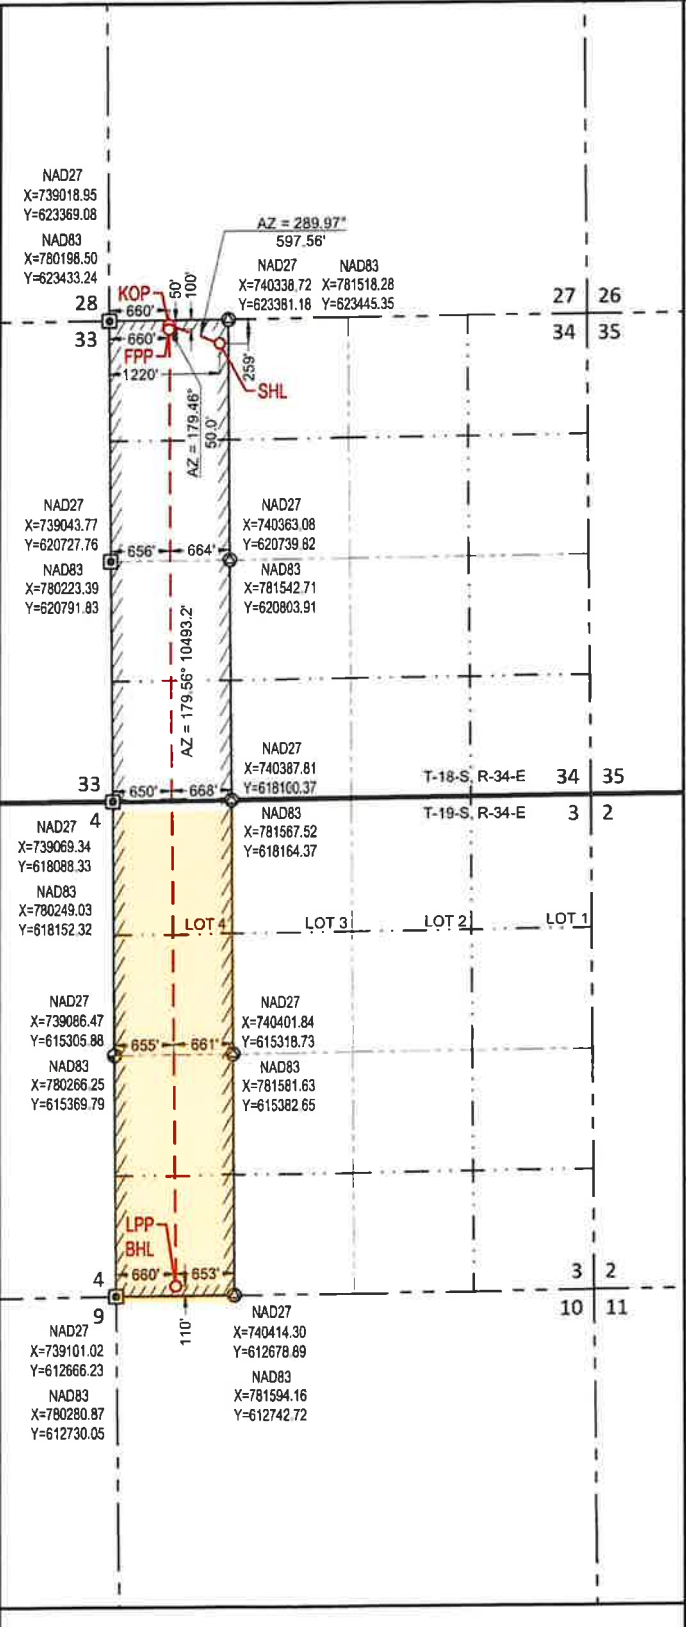 NAD27
X=739018.95
Y=623369.08
NAD83
X=780198.50
Y=623433.24
AZ = 289.97°
597.56'
NAD27
X=740338.72
Y=623381.18
NAD83
X=781518.28
Y=623445.35
KOP
50'
100'
28
660'
27 26
33
660'
34 35
FPP
1220'
259'
SHL
AZ = 179.46°
50.0'
NAD27
X=739043.77
Y=620727.76
NAD83
X=780223.39
Y=620791.83
656'
664'
NAD27
X=740363.08
Y=620739.82
NAD83
X=781542.71
Y=620803.91
AZ = 179.56° 10493.2'
NAD27
X=740387.81
Y=618100.37
33
650'
668'
T-18-S, R-34-E
34 35
4
T-19-S, R-34-E
3 2
NAD83
X=781567.52
Y=618164.37
NAD27
X=739069.34
Y=618088.33
NAD83
X=780249.03
Y=618152.32
LOT 4
LOT 3
LOT 2
LOT 1
NAD27
X=739086.47
Y=615305.88
NAD83
X=780266.25
Y=615369.79
655'
661'
NAD27
X=740401.84
Y=615318.73
NAD83
X=781581.63
Y=615382.65
LPP
BHL
4
660'
653'
3 2
9
10 11
110'
NAD27
X=739101.02
Y=612666.23
NAD83
X=780280.87
Y=612730.05
NAD27
X=740414.30
Y=612678.89
NAD83
X=781594.16
Y=612742.72